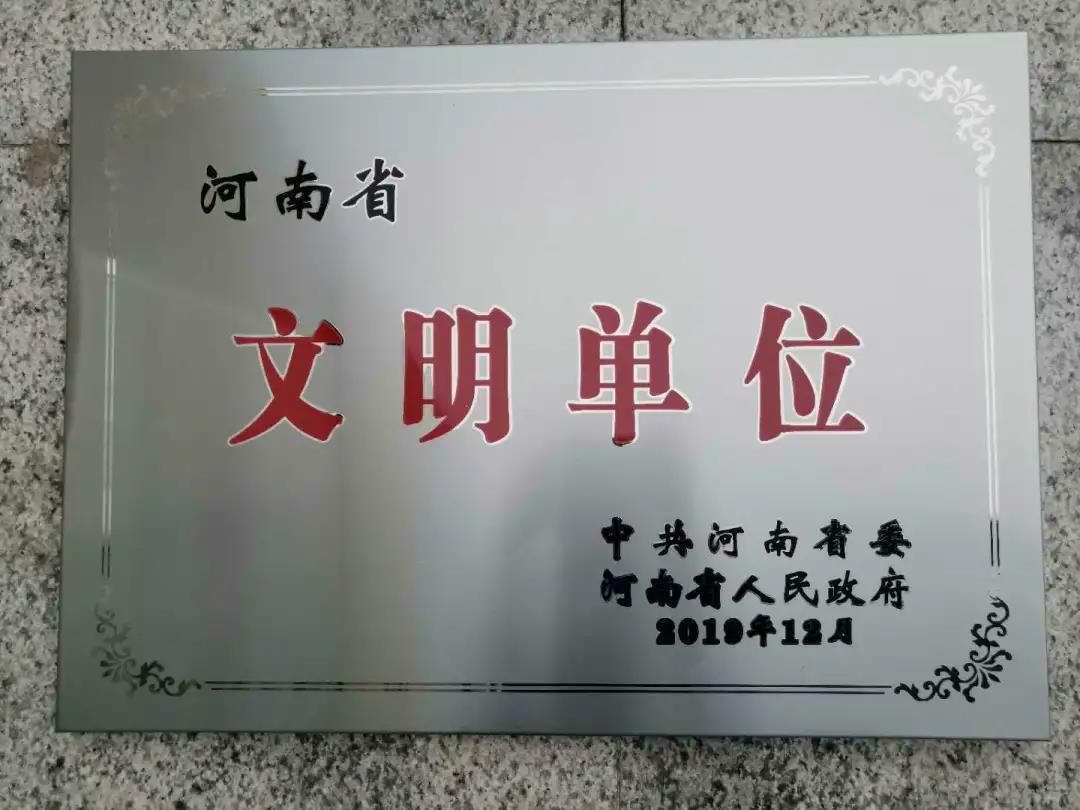 河南省
文明单位
中共河南省委
河南省人民政府
2019年12月